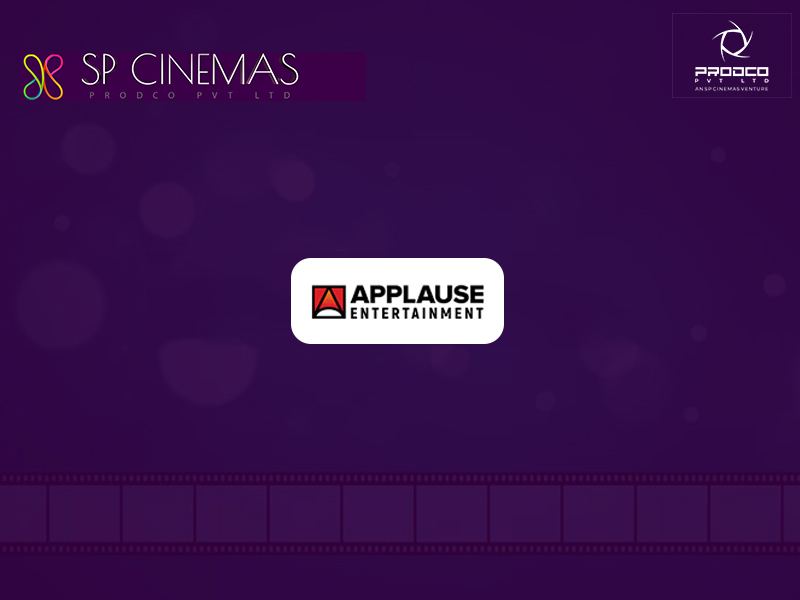 SP CINEMAS
PRODCO PVT LTD
PRODCO
PVT LTD
AN SP CINEMAS VENTURE
APPLAUSE
ENTERTAINMENT